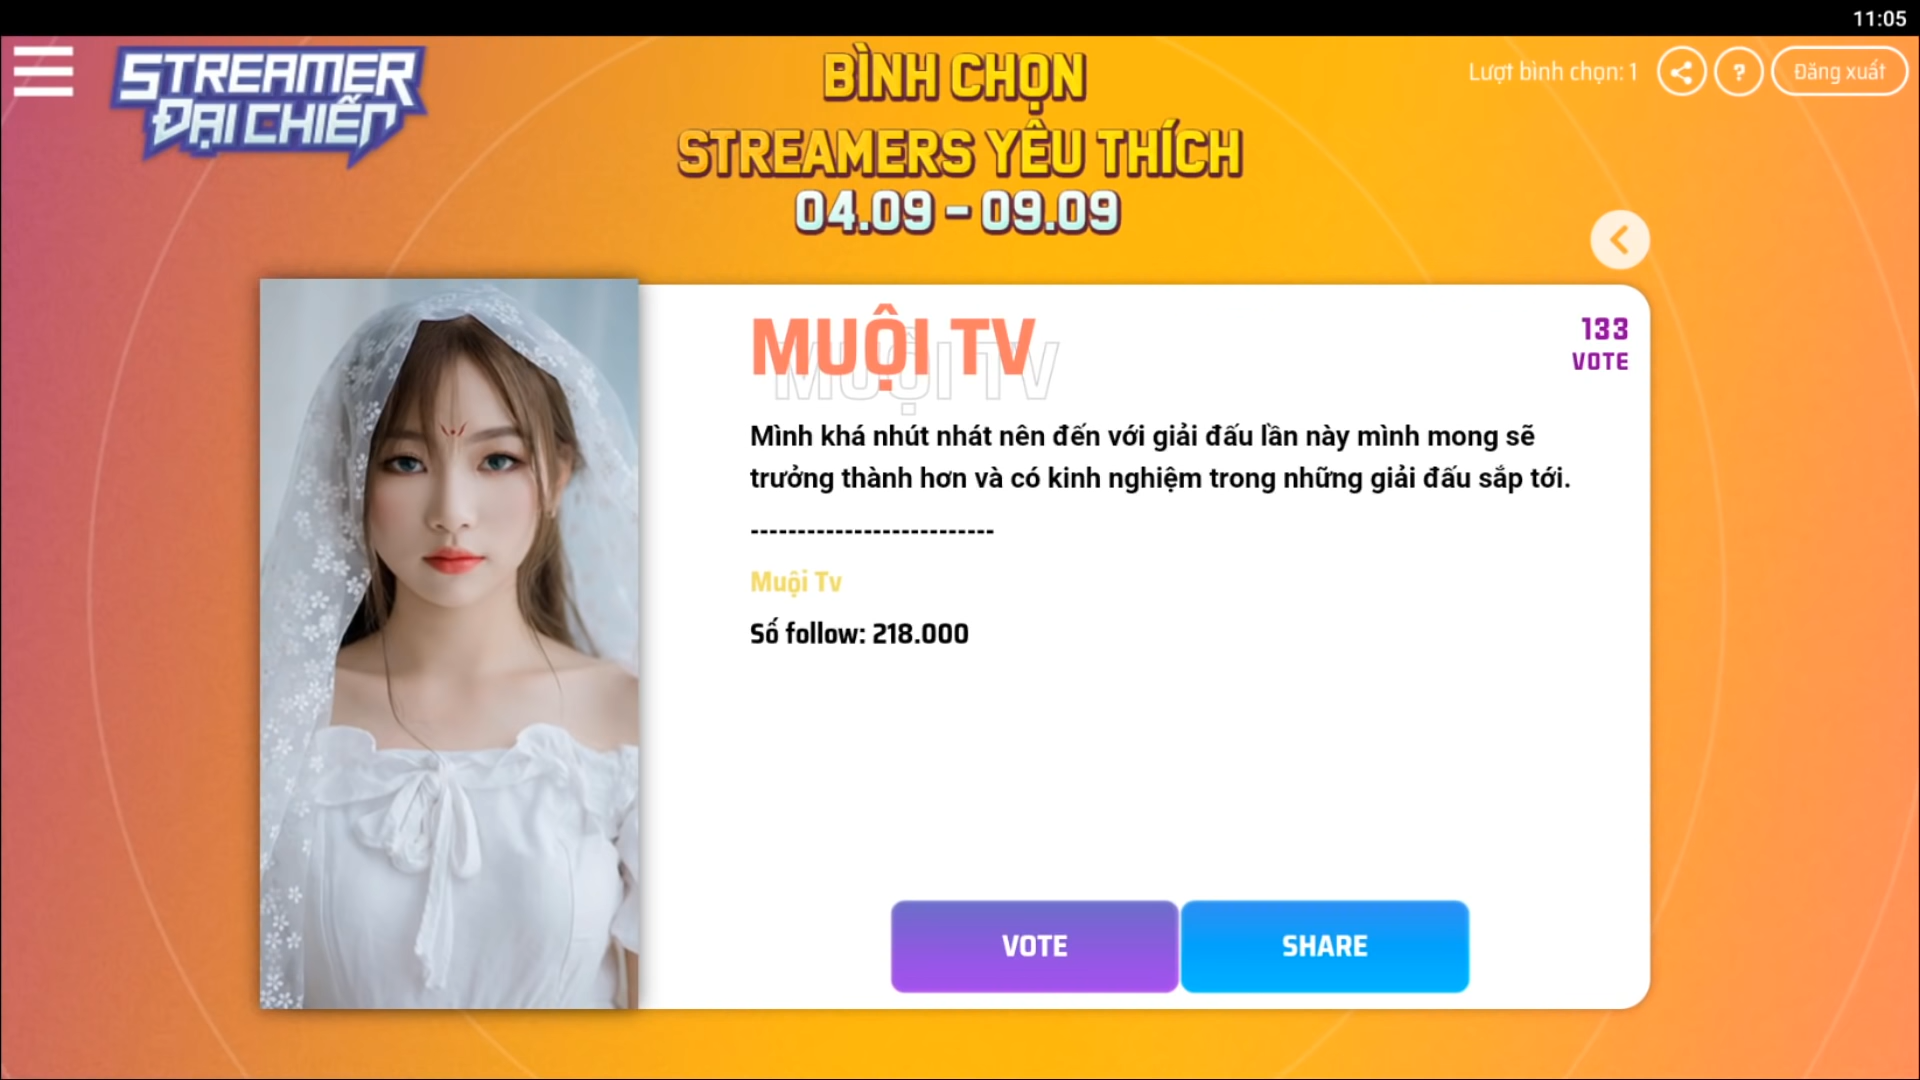 11:05
STREAMER
ĐẠI CHIẾN
BÌNH CHỌN
STREAMERS YÊU THÍCH
04.09 - 09.09
Lượt bình chọn: 1
?
Đăng xuất
MUỘI TV
MUỘI TV
133
VOTE
Mình khá nhút nhát nên đến với giải đấu lần này mình mong sẽ
trưởng thành hơn và có kinh nghiệm trong những giải đấu sắp tới.
--------------------------
Muội Tv
Số follow: 218.000
VOTE
SHARE